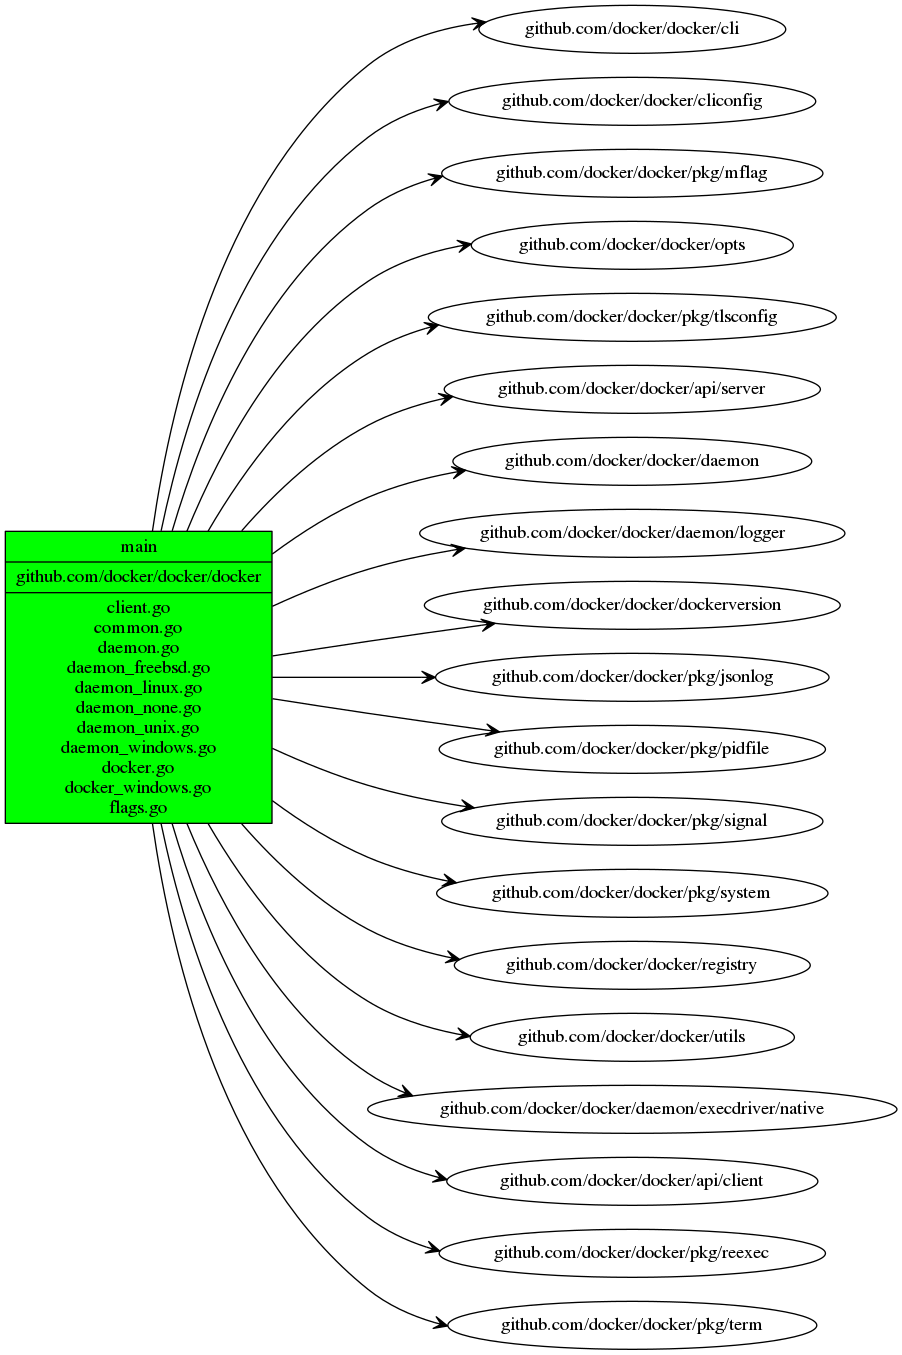 main
github.com/docker/docker/docker
client.go
common.go
daemon.go
daemon_freebsd.go
daemon_linux.go
daemon_none.go
daemon_unix.go
daemon_windows.go
docker.go
docker_windows.go
flags.go
github.com/docker/docker/cli
github.com/docker/docker/cliconfig
github.com/docker/docker/pkg/mflag
github.com/docker/docker/opts
github.com/docker/docker/pkg/tlsconfig
github.com/docker/docker/api/server
github.com/docker/docker/daemon
github.com/docker/docker/daemon/logger
github.com/docker/docker/dockerversion
github.com/docker/docker/pkg/jsonlog
github.com/docker/docker/pkg/pidfile
github.com/docker/docker/pkg/signal
github.com/docker/docker/pkg/system
github.com/docker/docker/registry
github.com/docker/docker/utils
github.com/docker/docker/daemon/execdriver/native
github.com/docker/docker/api/client
github.com/docker/docker/pkg/reexec
github.com/docker/docker/pkg/term